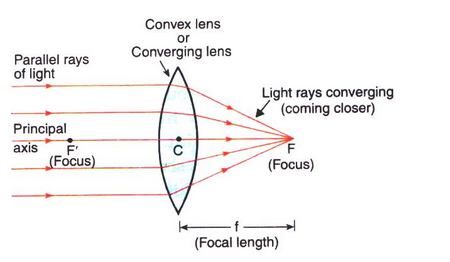 Convex lens
or
Converging lens
Parallel rays
of light
Light rays converging
(coming closer)
Principal
axis
F'
(Focus)
C
F
(Focus)
f
(Focal length)